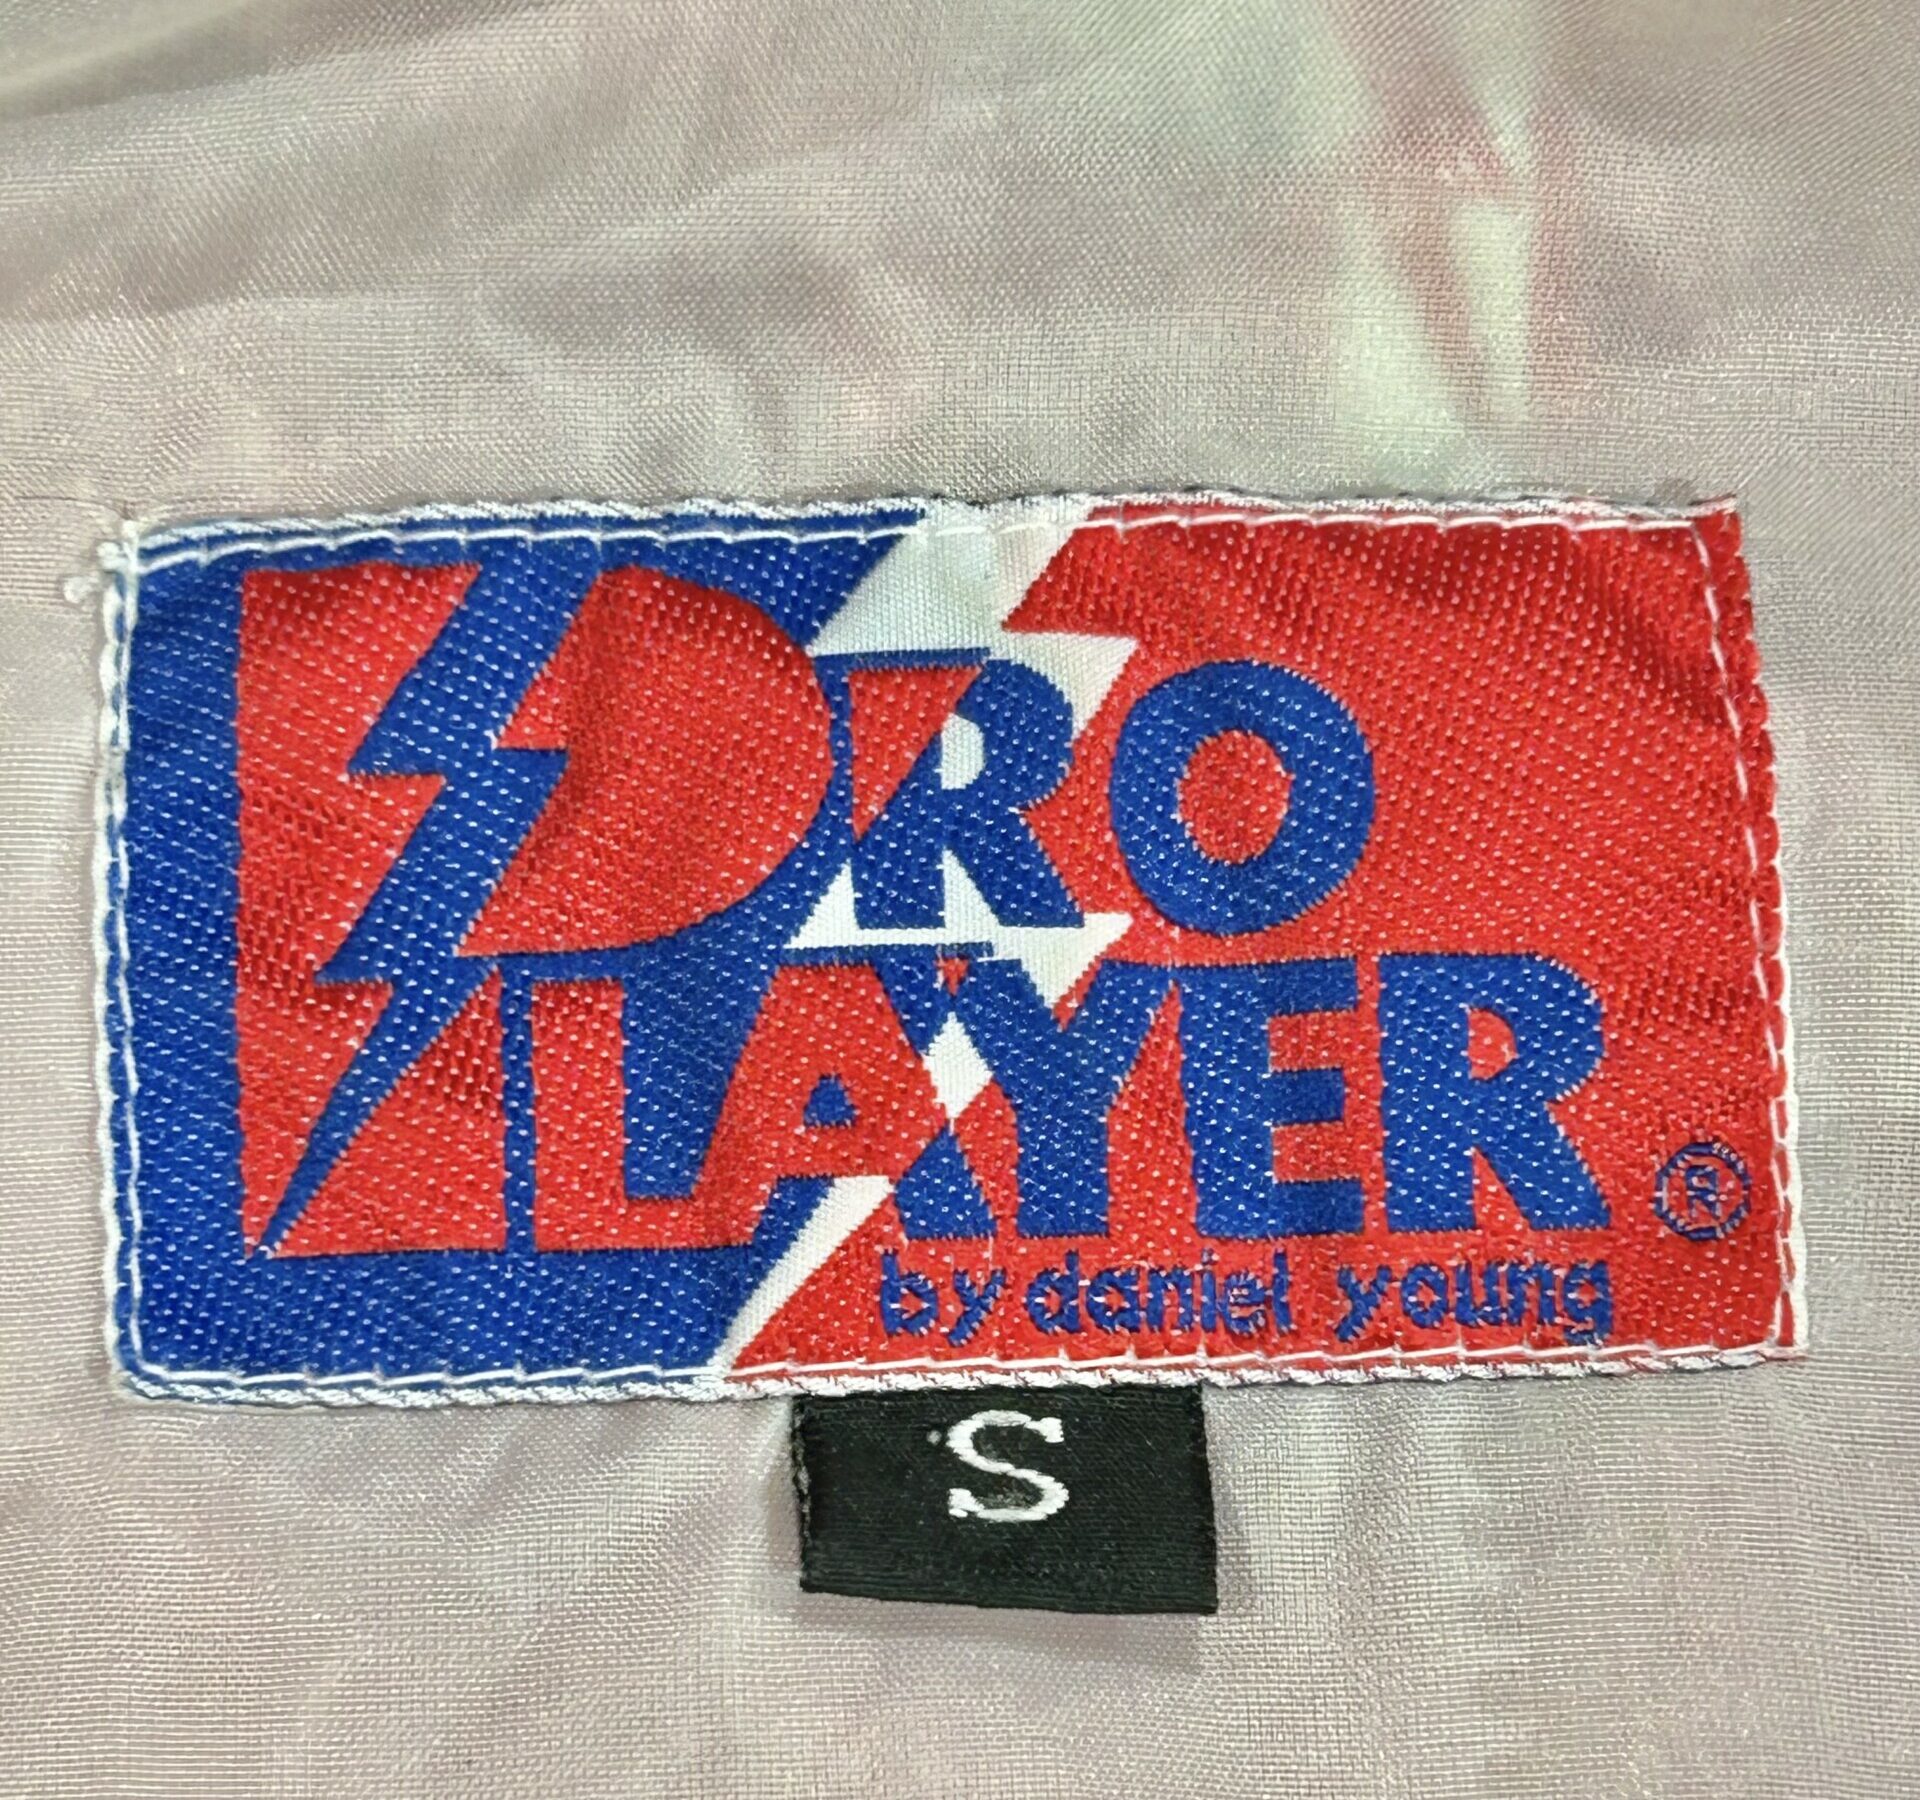 PRO
PLAYER ®
by daniel young
S